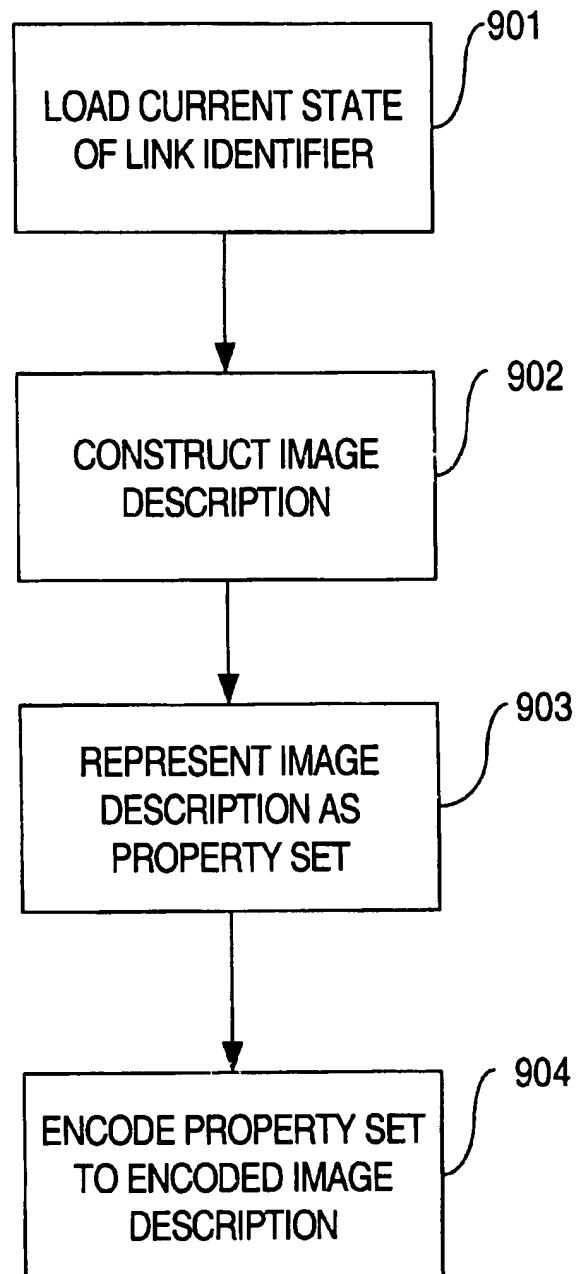 901
LOAD CURRENT STATE
OF LINK IDENTIFIER
902
CONSTRUCT IMAGE
DESCRIPTION
903
REPRESENT IMAGE
DESCRIPTION AS
PROPERTY SET
904
ENCODE PROPERTY SET
TO ENCODED IMAGE
DESCRIPTION